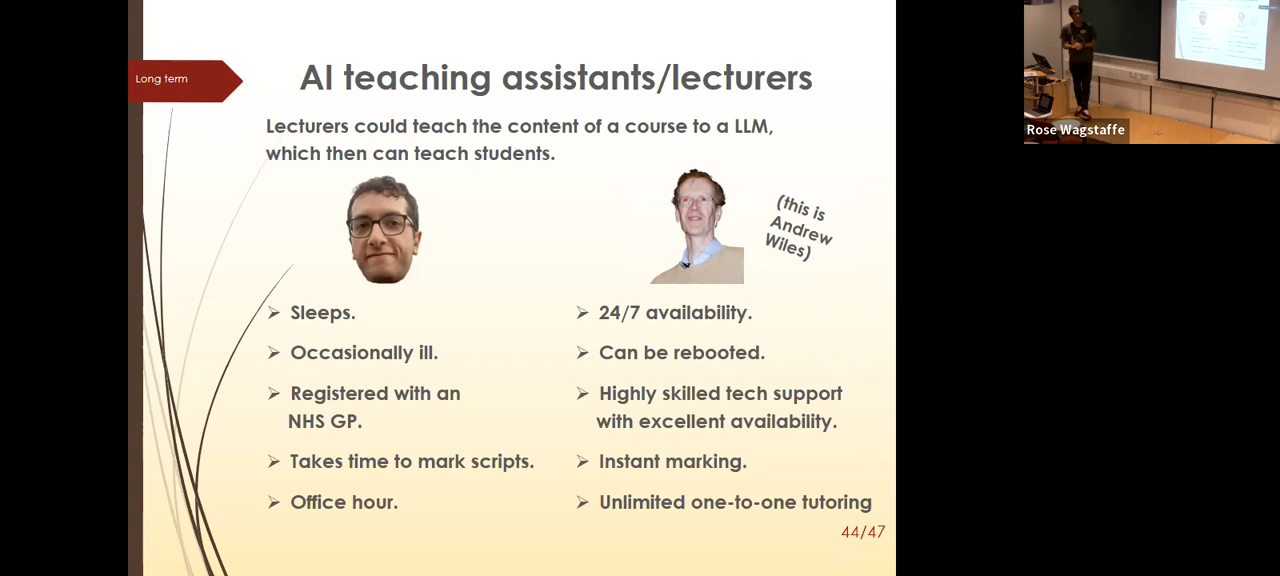 Long term
AI teaching assistants/lecturers
Lecturers could teach the content of a course to a LLM,
which then can teach students.
(this is
Andrew
Wiles)
➢ Sleeps.
➢ Occasionally ill.
➢ Registered with an
NHS GP.
➢ Takes time to mark scripts.
➢ Office hour.
➢ 24/7 availability.
➢ Can be rebooted.
➢ Highly skilled tech support
with excellent availability.
➢ Instant marking.
➢ Unlimited one-to-one tutoring
44/47
Rose Wagstaffe